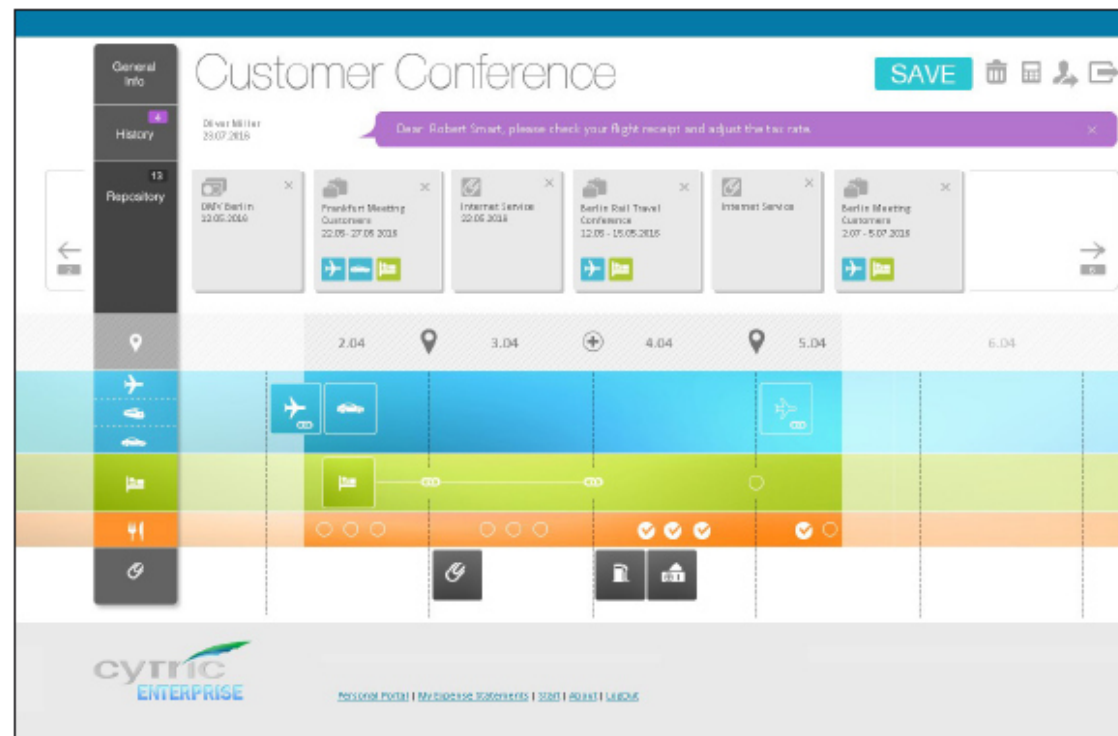 General
Info
Customer Conference
SAVE
4
History
Oliver Miller
23.07.2016
Dear Robert Smart, please check your flight receipt and adjust the tax rate.
13
Repository
Berlin
12.05.2016
Frankfurt Meeting
Customers
22.05- 27.05 2016
Internet Service
22.05 2016
Berlin Rail Travel
Conference
12.05 - 15.05.2016
Internet Service
Berlin Meeting
Customers
2.07 - 5.07.2016
2
6
2.04
3.04
4.04
5.04
6.04
cytric
ENTERPRISE
Personal Portal | My Expense Statements | Start | About | LogOut